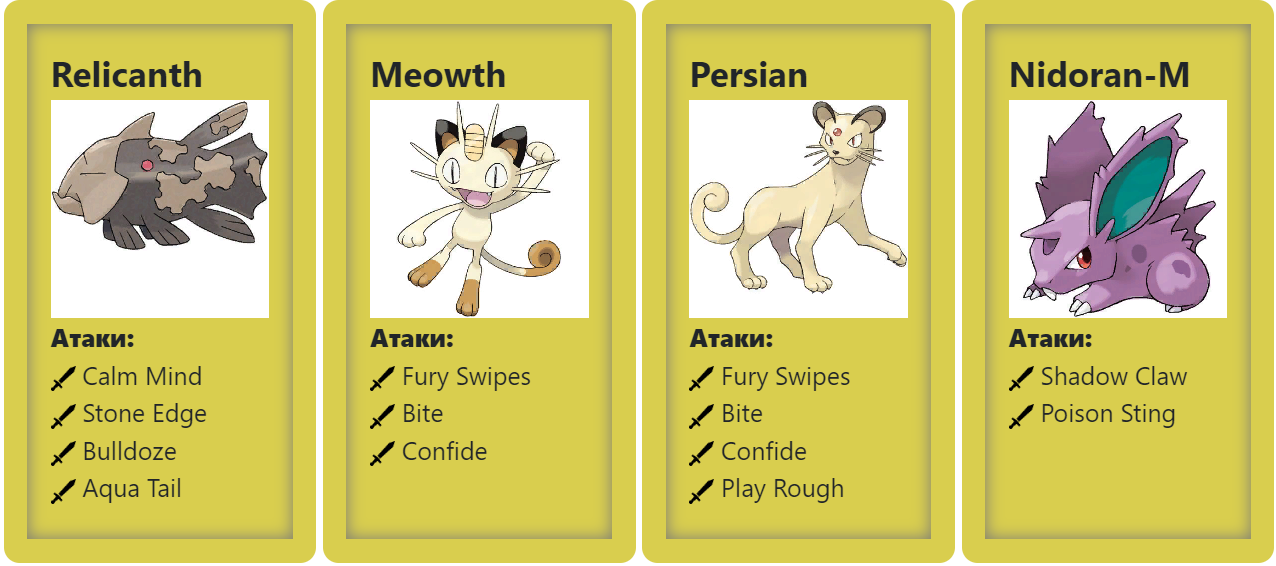 Relicanth
Атаки:
Calm Mind
Stone Edge
Bulldoze
Aqua Tail
Meowth
Атаки:
Fury Swipes
Bite
Confide
Persian
Атаки:
Fury Swipes
Bite
Confide
Play Rough
Nidoran-M
Атаки:
Shadow Claw
Poison Sting